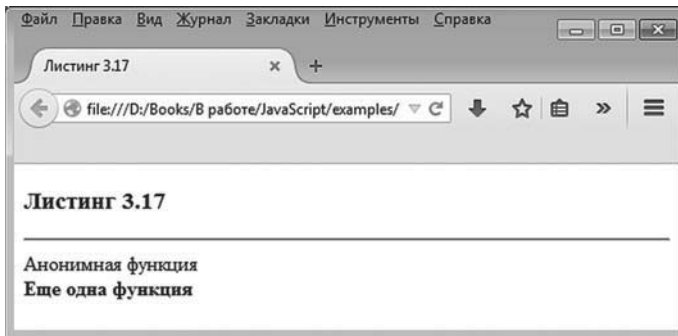 Файл Правка Вид Журнал Закладки Инструменты Справка
Листинг 3.17
file:///D:/Books/В работе/JavaScript/examples/
Листинг 3.17
Анонимная функция
Еще одна функция